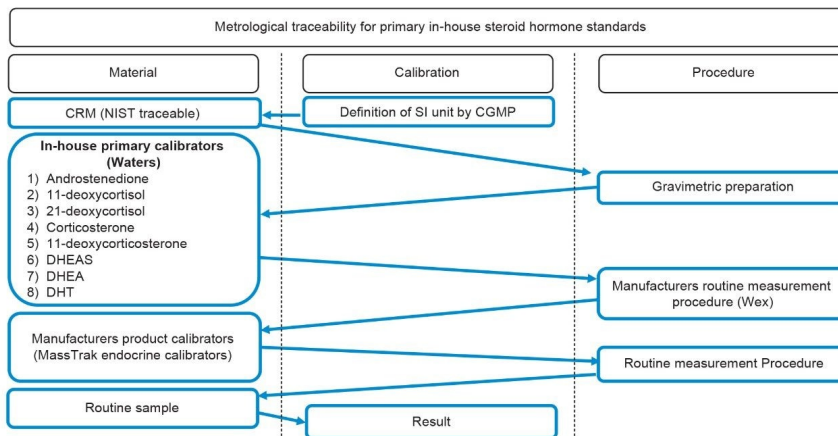 Metrological traceability for primary in-house steroid hormone standards
Material
Calibration
Procedure
CRM (NIST traceable)
Definition of SI unit by CGMP
In-house primary calibrators
(Waters)
1) Androstenedione
2) 11-deoxycortisol
3) 21-deoxycortisol
4) Corticosterone
5) 11-deoxycorticosterone
6) DHEAS
7) DHEA
8) DHT
Gravimetric preparation
Manufacturers routine measurement
procedure (Wex)
Manufacturers product calibrators
(MassTrak endocrine calibrators)
Routine measurement Procedure
Routine sample
Result